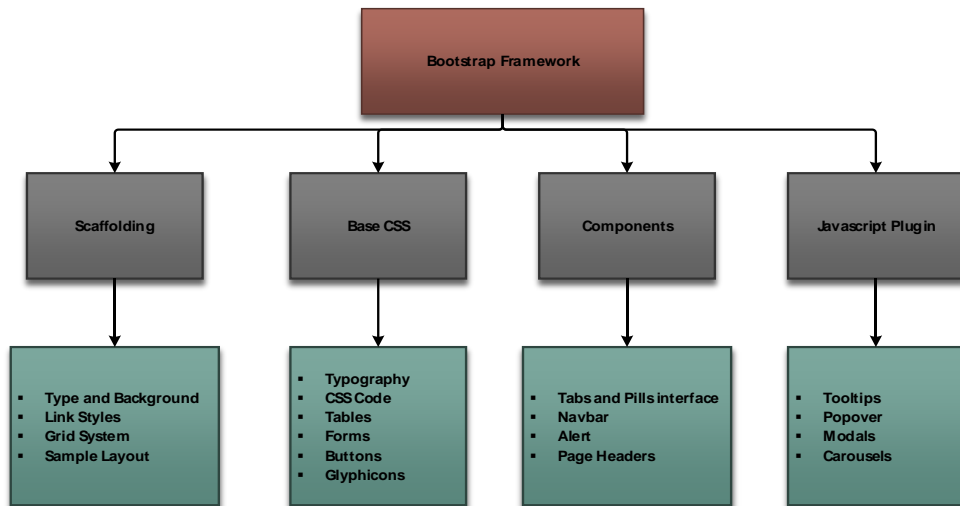 Bootstrap Framework
Scaffolding
Base CSS
Components
Javascript Plugin
▪ Type and Background
▪ Link Styles
▪ Grid System
▪ Sample Layout
▪ Typography
▪ CSS Code
▪ Tables
▪ Forms
▪ Buttons
▪ Glyphicons
▪ Tabs and Pills interface
▪ Navbar
▪ Alert
▪ Page Headers
▪ Tooltips
▪ Popover
▪ Modals
▪ Carousels